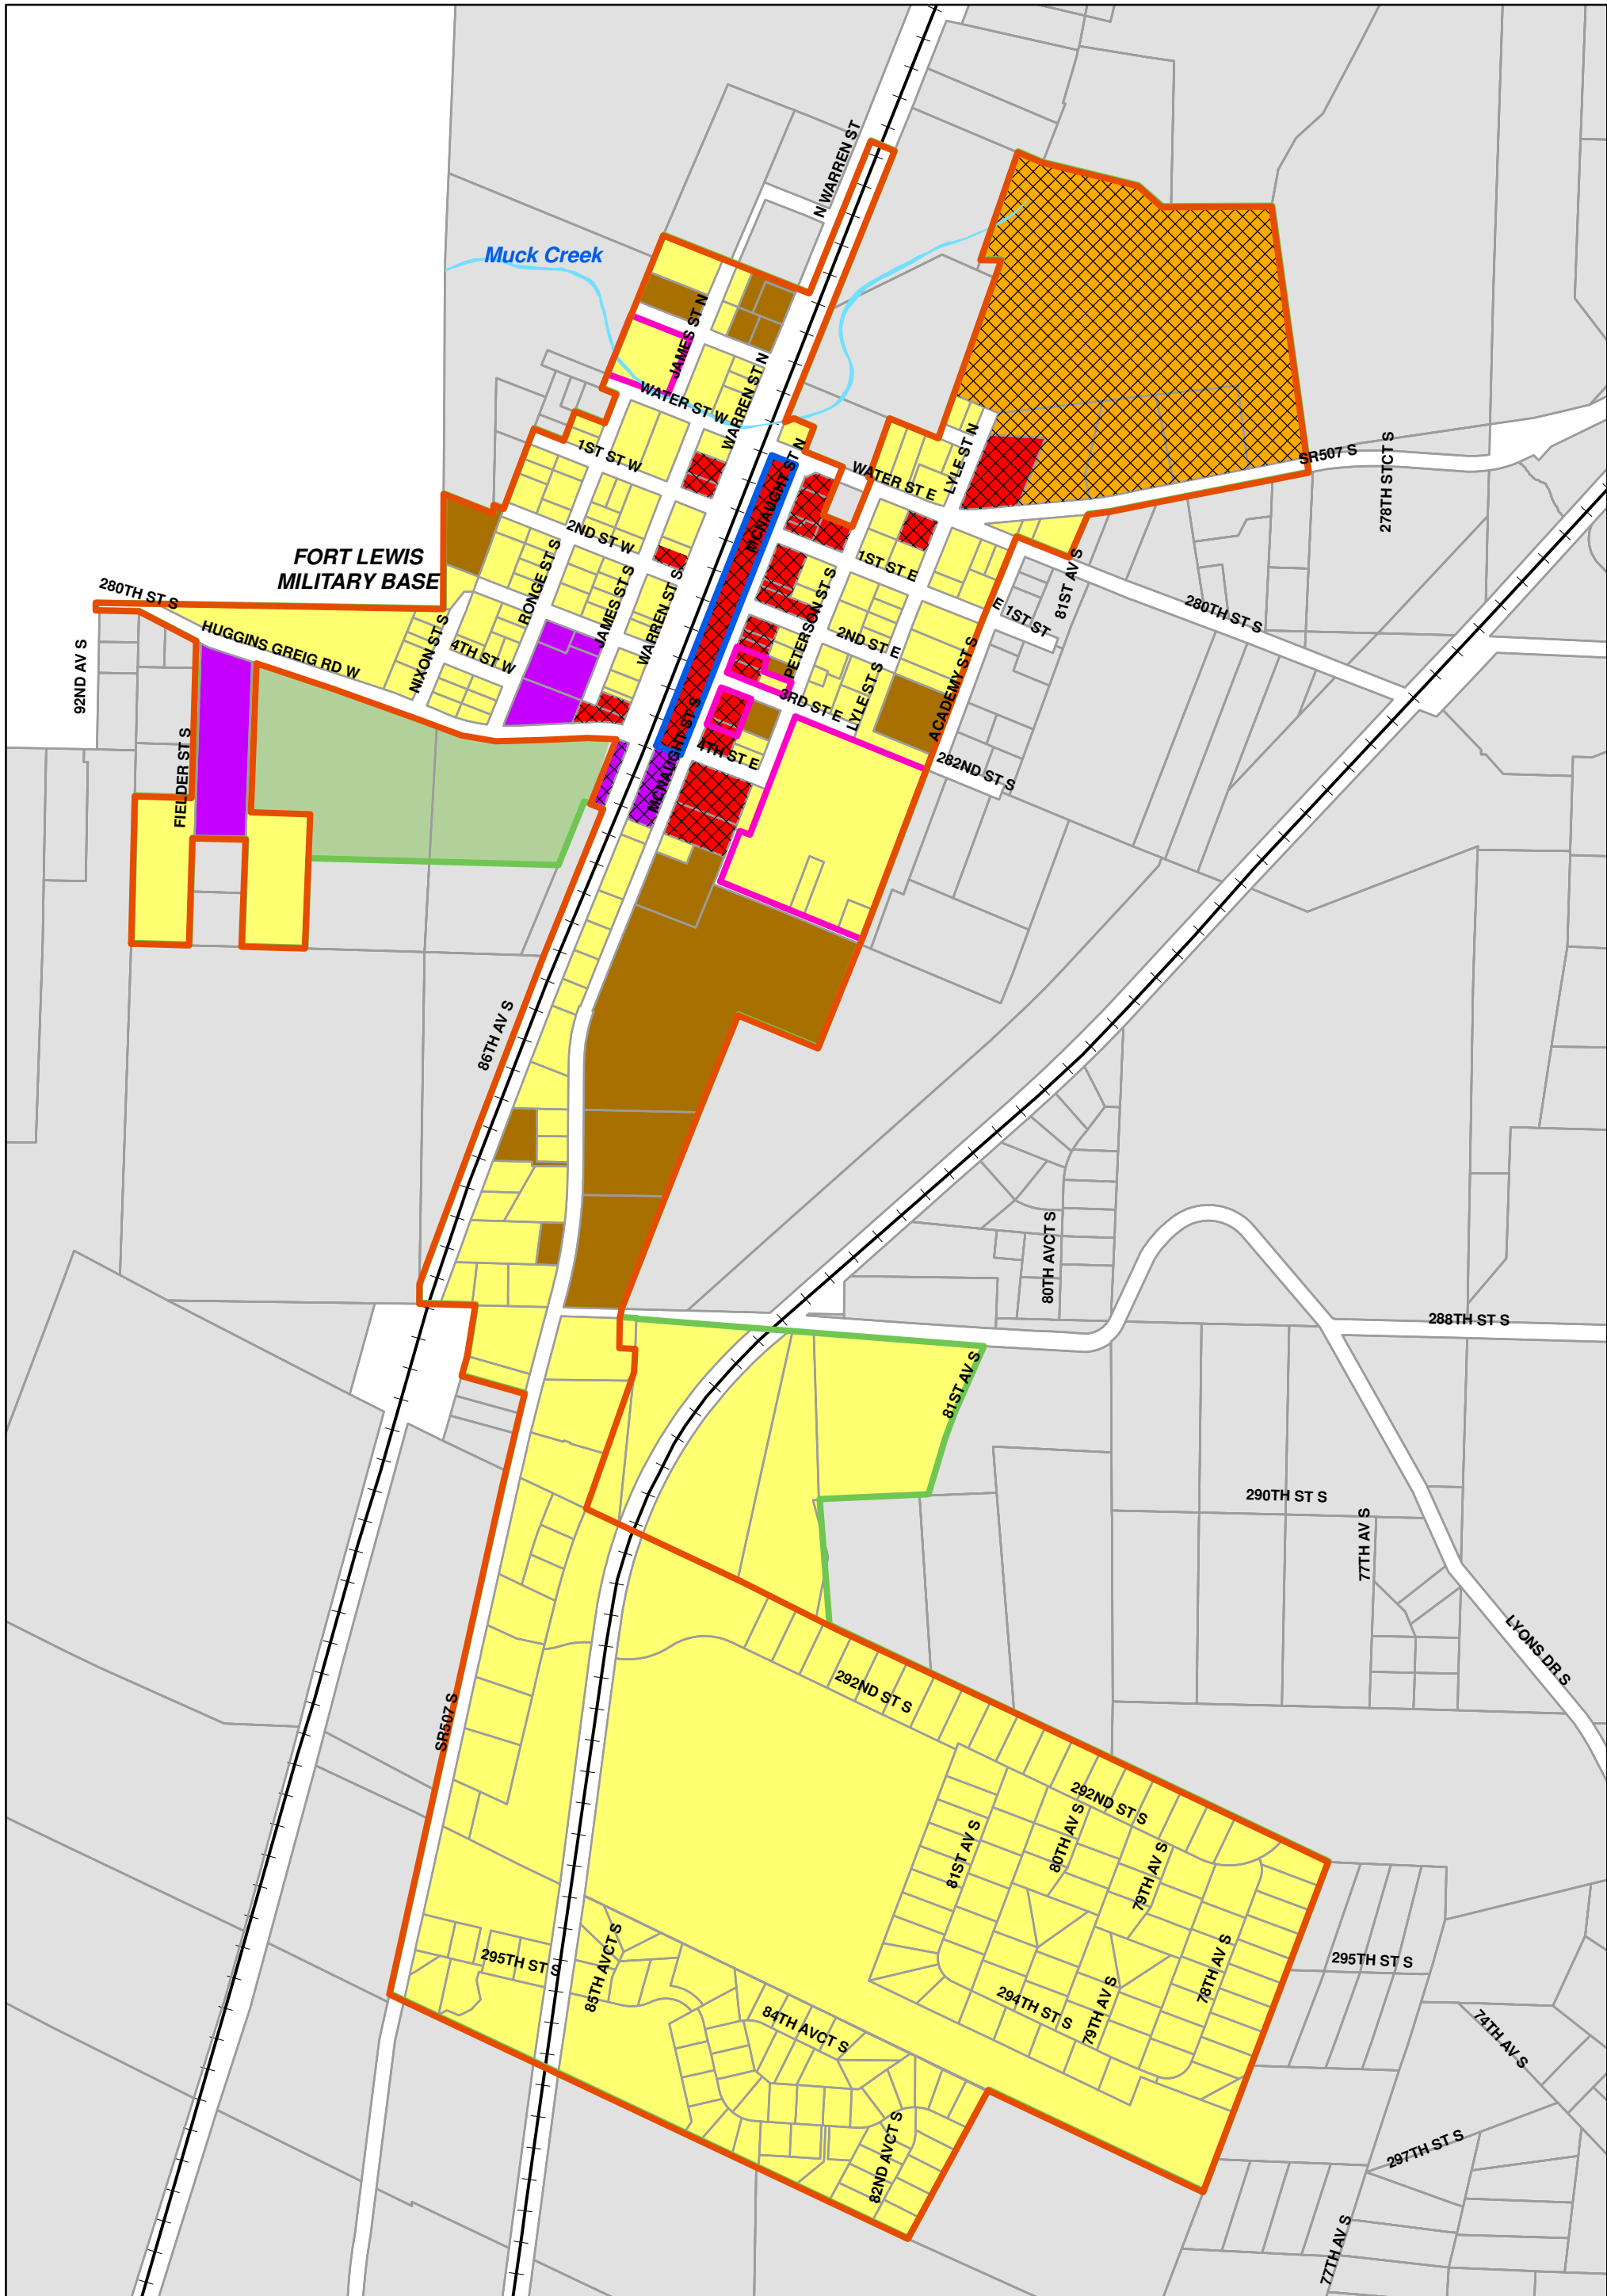 N WARREN ST
Muck Creek
JAMES ST N
WATER ST W
WARREN ST N
1ST ST W
MCNAUGHT ST N
WATER ST E
LYLE ST N
SR507 S
278TH STCT S
2ND ST W
FORT LEWIS
MILITARY BASE
280TH ST S
HUGGINS GREIG RD W
92ND AV S
FIELDER ST S
NIXON ST S
RONGE ST S
4TH ST W
JAMES ST S
WARREN ST S
1ST ST E
PETERSON ST S
2ND ST E
E 1ST ST
81ST AV S
280TH ST S
3RD ST E
LYLE ST S
ACADEMY ST S
MCNAUGHT ST S
4TH ST E
MCNAUGHT ST S
282ND ST S
86TH AV S
80TH AVCT S
288TH ST S
81ST AV S
290TH ST S
77TH AV S
LYONS DR S
292ND ST S
SR507 S
292ND ST S
81ST AV S
80TH AV S
79TH AV S
78TH AV S
295TH ST S
295TH ST S
85TH AVCT S
84TH AVCT S
294TH ST S
79TH AV S
74TH AV S
82ND AVCT S
297TH ST S
77TH AV S